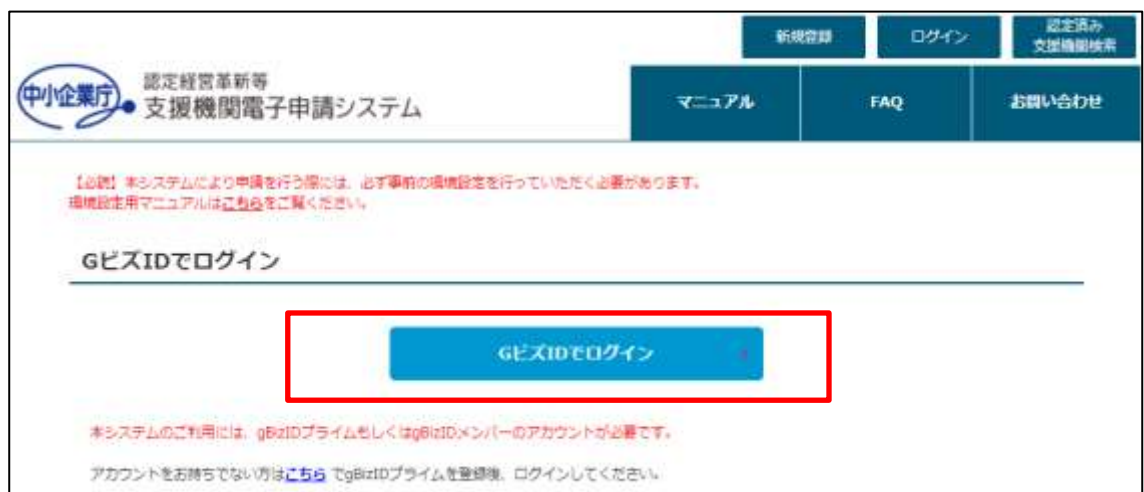 新規登録
ログイン
認定済み
支援機関検索
中小企業庁
認定経営革新等
支援機関電子申請システム
マニュアル
FAQ
お問い合わせ
【必読】本システムにより申請を行う際には、必ず事前の環境設定を行っていただく必要があります。
環境設定用マニュアルはこちらをご覧ください。
GビズIDでログイン
GビズIDでログイン
本システムのご利用には、gBizIDプライムもしくはgBizIDメンバーのアカウントが必要です。
アカウントをお持ちでない方はこちら でgBizIDプライムを登録後、ログインしてください。